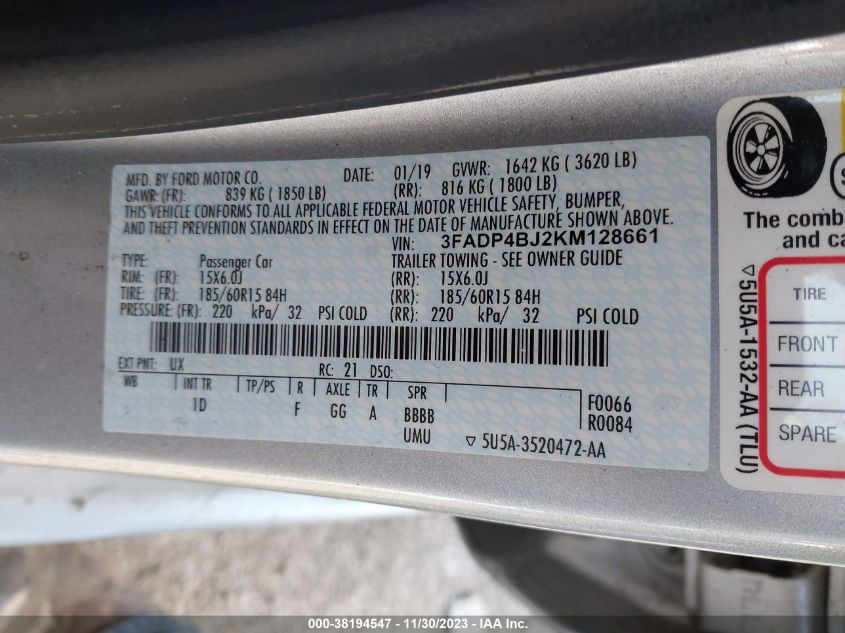 MFD. BY FORD MOTOR CO. DATE: 01/19 GVWR: 1642 KG ( 3620 LB)
GAWR: (FR): 839 KG ( 1850 LB) (RR): 816 KG ( 1800 LB)
THIS VEHICLE CONFORMS TO ALL APPLICABLE FEDERAL MOTOR VEHICLE SAFETY, BUMPER,
AND THEFT PREVENTION STANDARDS IN EFFECT ON THE DATE OF MANUFACTURE SHOWN ABOVE.
VIN: 3FADP4BJ2KM128661
TYPE: Passenger Car TRAILER TOWING - SEE OWNER GUIDE
RIM: (FR): 15X6.0J (RR): 15X6.0J
TIRE: (FR): 185/60R15 84H (RR): 185/60R15 84H
PRESSURE: (FR): 220 kPa/ 32 PSI COLD (RR): 220 kPa/ 32 PSI COLD
EXT PNT: UX RC: 21 DSO:
WB INT TR TP/PS R AXLE TR SPR
1D F GG A BBBB
UMU
F0066
R0084
▽ 5U5A-3520472-AA
The comb
and ca
TIRE
FRONT
REAR
SPARE
▽5U5A-1532-AA (TLU)
000-38194547 - 11/30/2023 - © IAA, Inc.